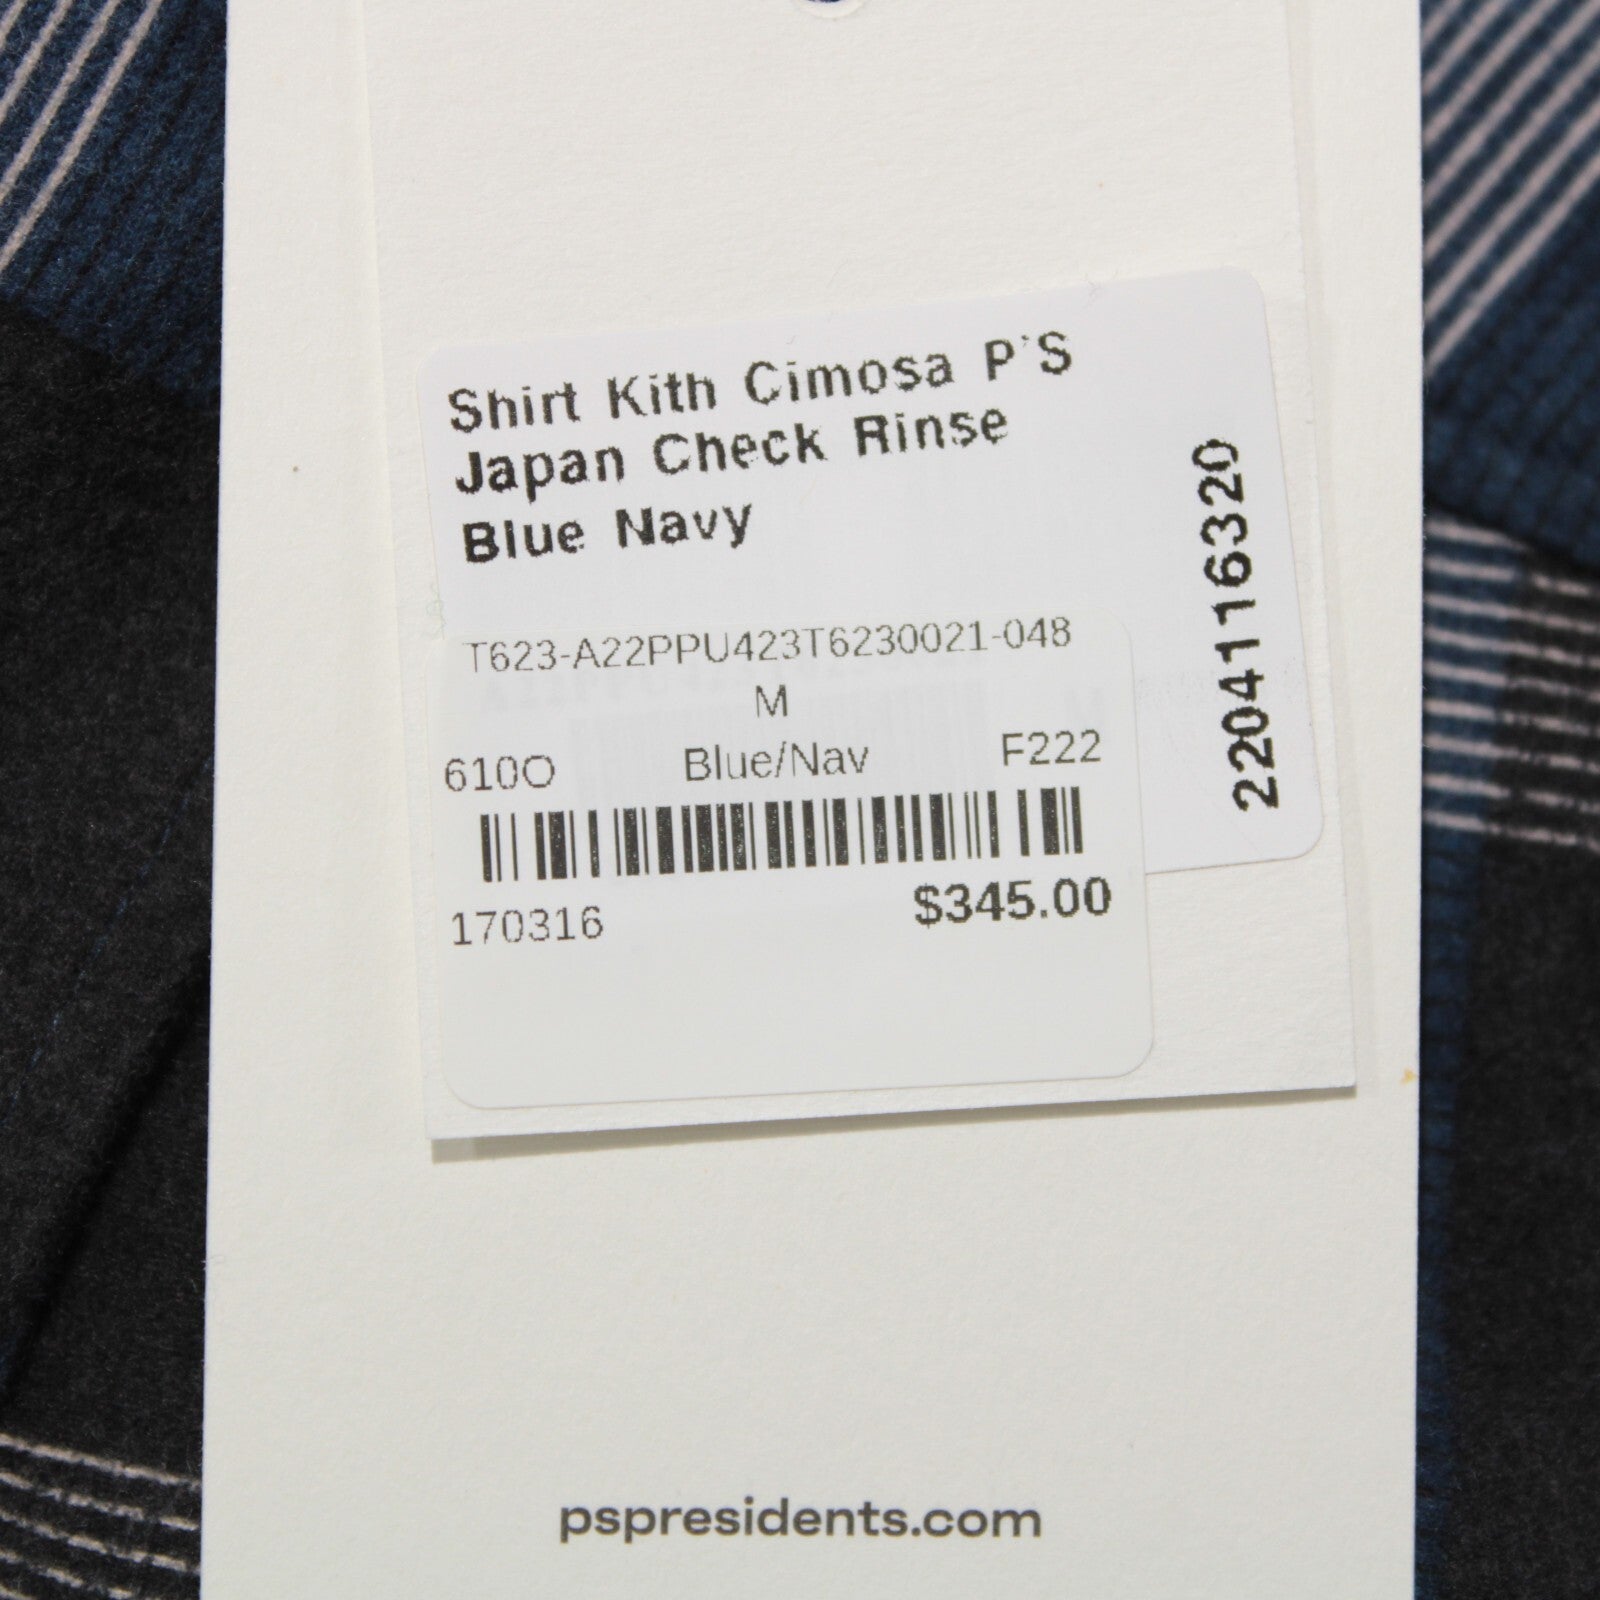 Shirt Kith Cimosa P'S
Japan Check Rinse
Blue Navy
2204116320
T623-A22PPU423T6230021-048
M
610O Blue/Nav F222
170316 $345.00
pspresidents.com